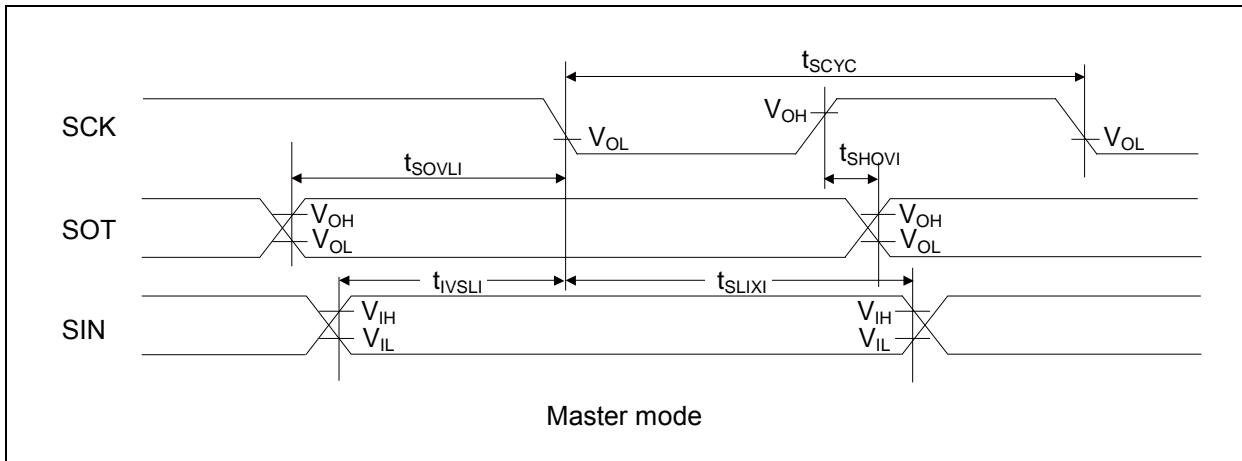 tSCYC
SCK
VOH
VOL
VOL
tSHOVI
tSOVLI
SOT
VOH
VOL
VOH
VOL
tIVSLI
tSLIXI
SIN
VIH
VIL
VIH
VIL
Master mode